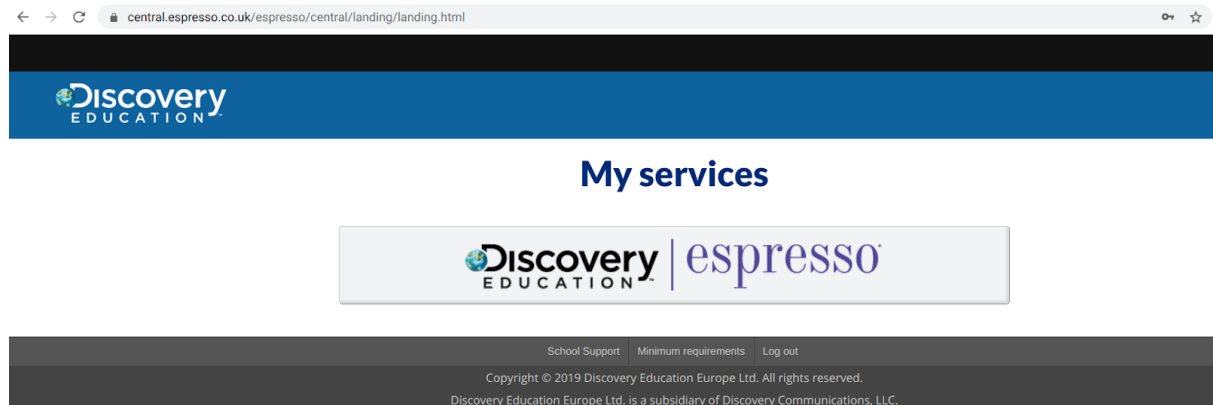 central.espresso.co.uk/espresso/central/landing/landing.html
DISCOVERY
EDUCATION™
My services
DISCOVERY
EDUCATION™
espresso
School Support Minimum requirements Log out
Copyright © 2019 Discovery Education Europe Ltd. All rights reserved.
Discovery Education Europe Ltd. is a subsidiary of Discovery Communications, LLC.